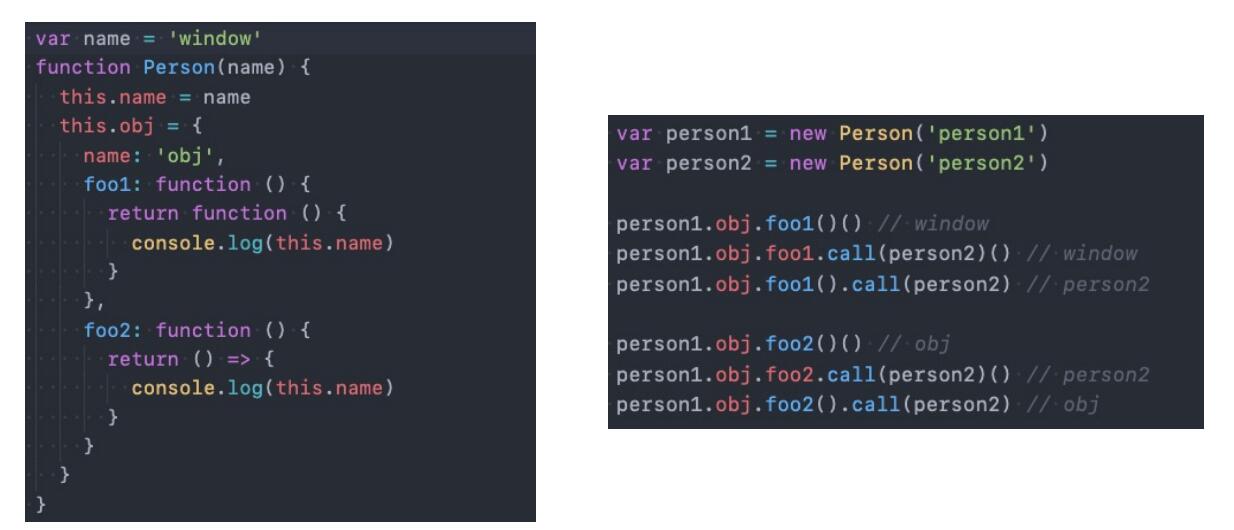 var name = 'window'
function Person(name) {
  this.name = name
  this.obj = {
    name: 'obj',
    foo1: function () {
      return function () {
        console.log(this.name)
      }
    },
    foo2: function () {
      return () => {
        console.log(this.name)
      }
    }
  }
}
var person1 = new Person('person1')
var person2 = new Person('person2')

person1.obj.foo1()() // window
person1.obj.foo1.call(person2)() // window
person1.obj.foo1().call(person2) // person2

person1.obj.foo2()() // obj
person1.obj.foo2.call(person2)() // person2
person1.obj.foo2().call(person2) // obj